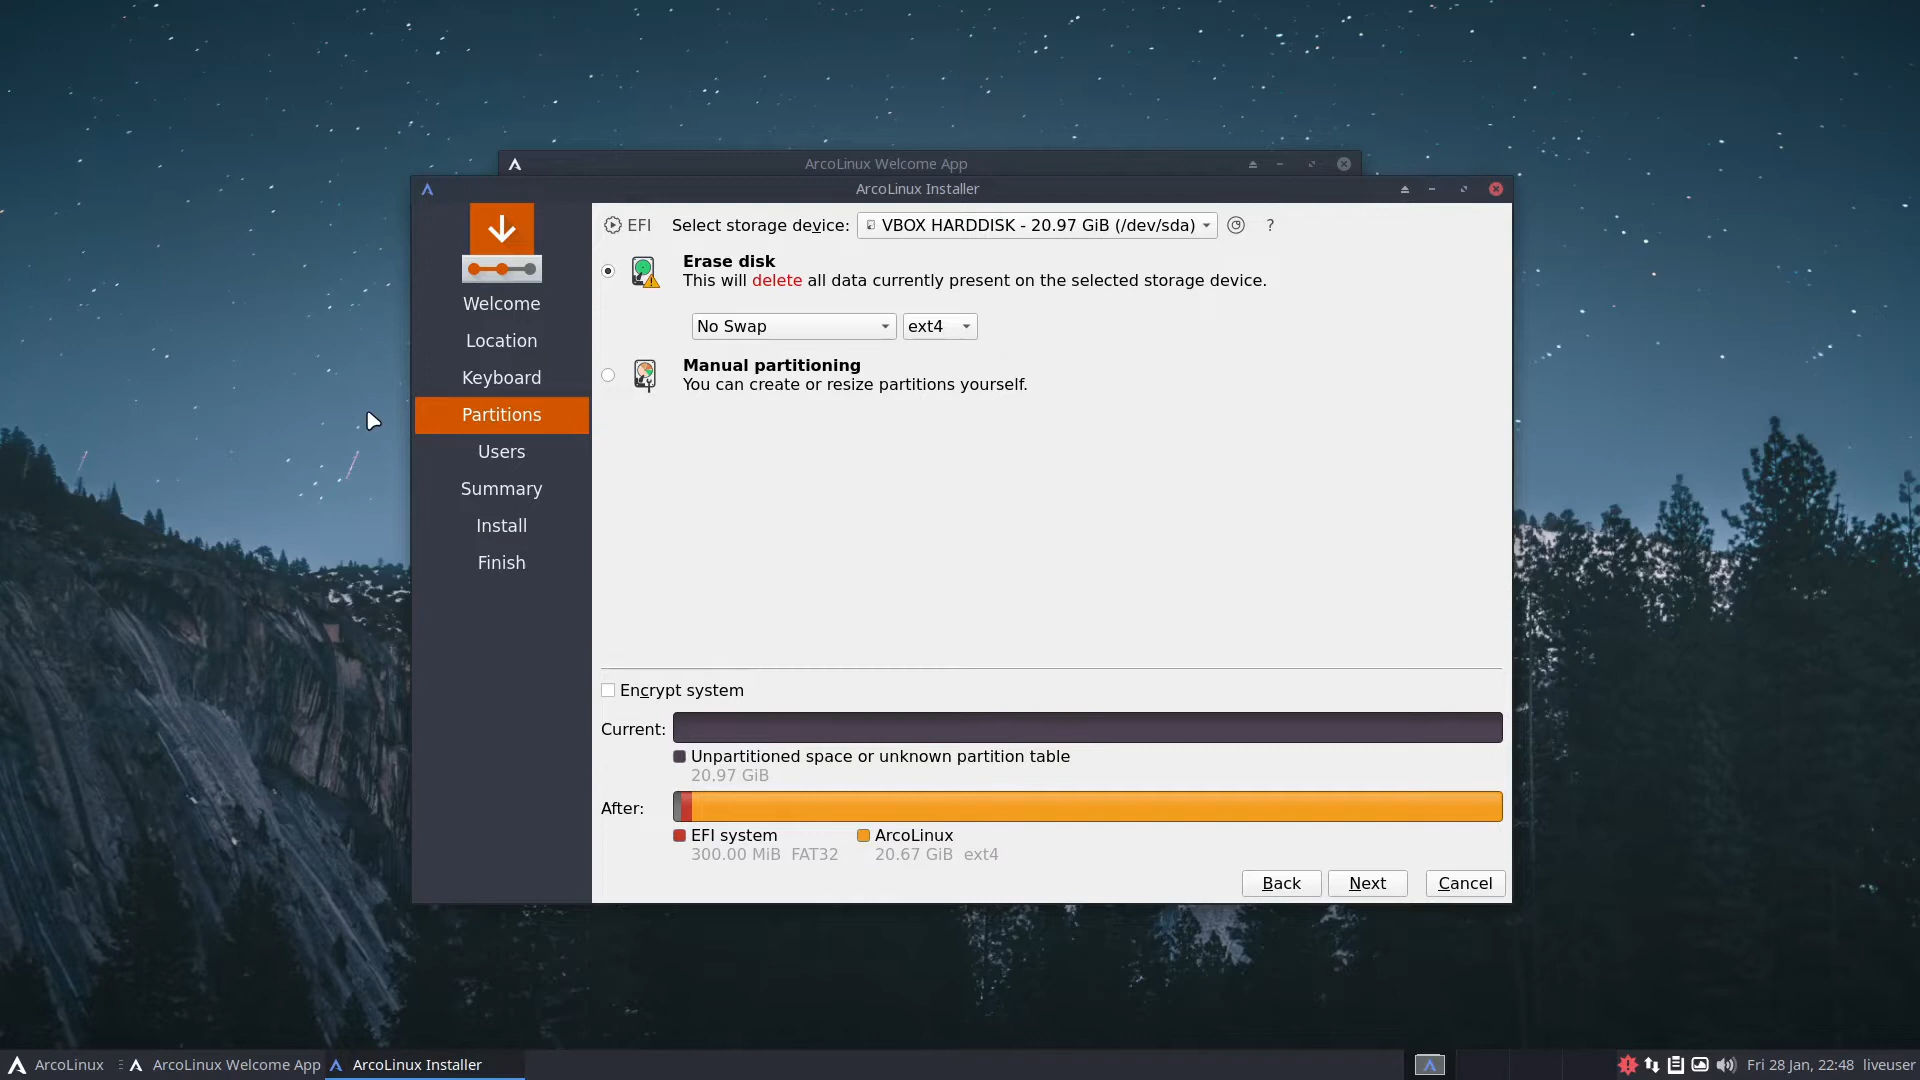 ArcoLinux Welcome App
ArcoLinux Installer
EFI Select storage device: VBOX HARDDISK - 20.97 GiB (/dev/sda) ?
Erase disk
This will delete all data currently present on the selected storage device.
No Swap ext4
Manual partitioning
You can create or resize partitions yourself.
Welcome
Location
Keyboard
Partitions
Users
Summary
Install
Finish
Encrypt system
Current:
Unpartitioned space or unknown partition table
20.97 GiB
After:
EFI system ArcoLinux
300.00 MiB FAT32 20.67 GiB ext4
Back Next Cancel
ArcoLinux ArcoLinux Welcome App ArcoLinux Installer Fri 28 Jan, 22:48 liveuser